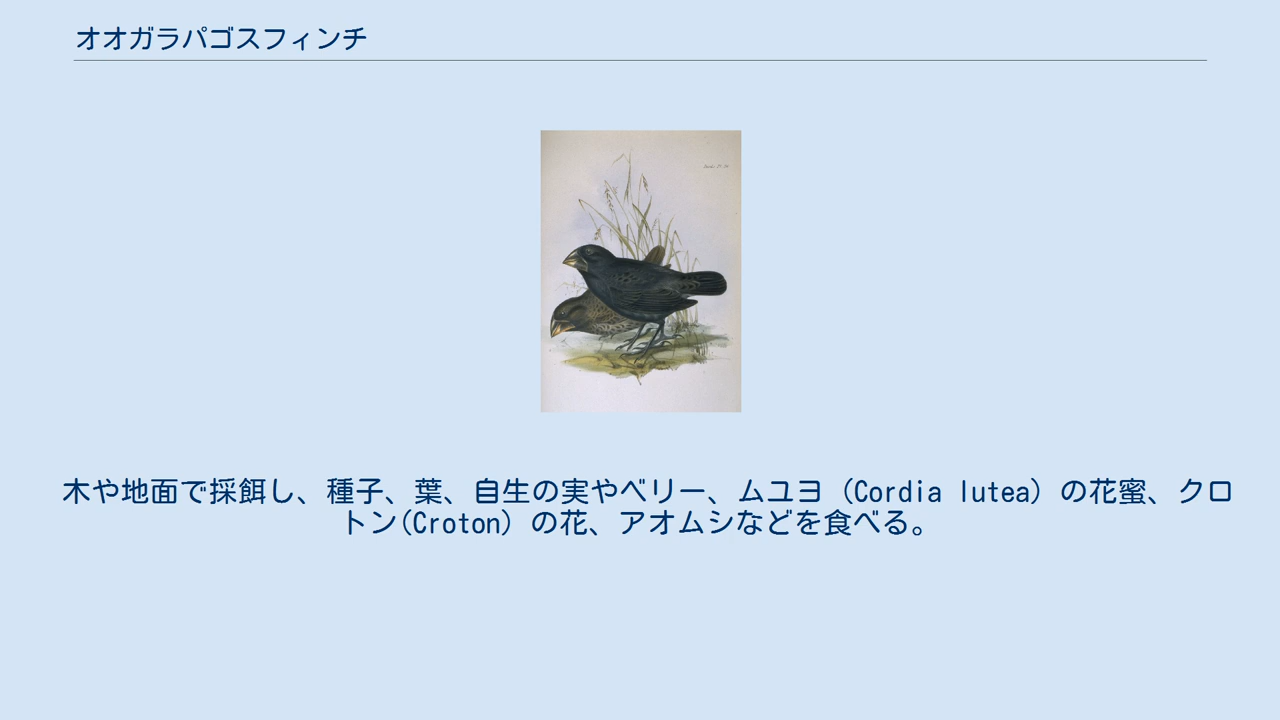 オオガラパゴスフィンチ
木や地面で採餌し、種子、葉、自生の実やベリー、ムユヨ (Cordia lutea) の花蜜、クロ
トン(Croton) の花、アオムシなどを食べる。